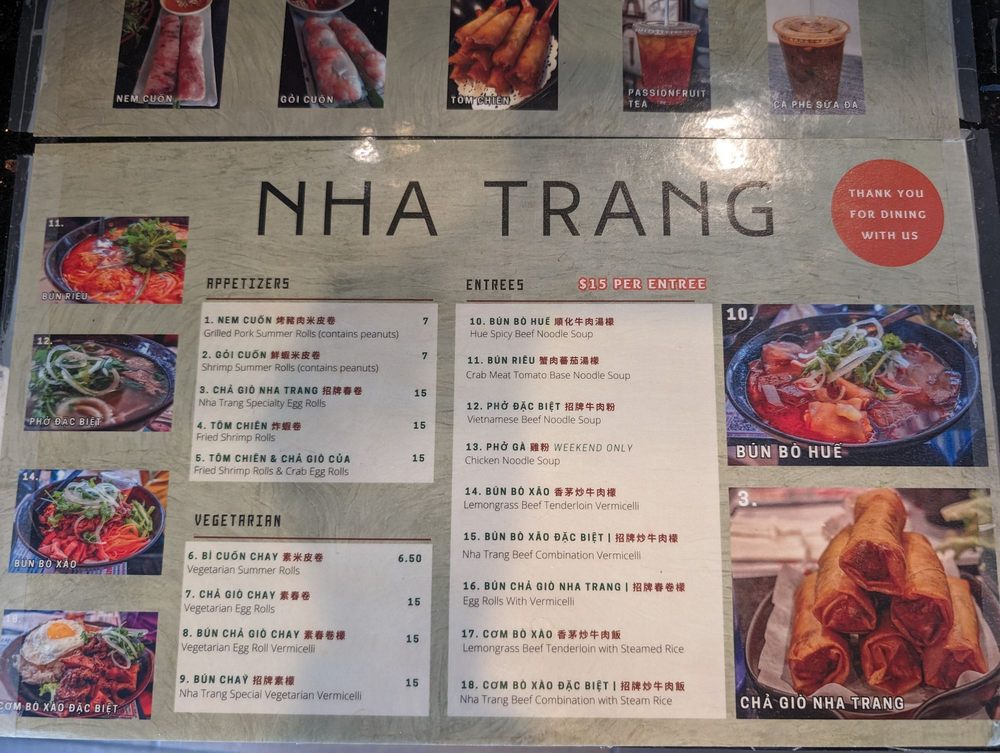 NEM CUỐN
GỎI CUỐN
TÔM CHIÊN
PASSIONFRUIT
TEA
CÀ PHÊ SỮA ĐÁ
NHA TRANG
THANK YOU
FOR DINING
WITH US
11.
BÚN RIÊU
12.
PHỞ ĐẶC BIỆT
14.
BÚN BÒ XÀO
18.
CƠM BÒ XÀO ĐẶC BIỆT
APPETIZERS
1. NEM CUỐN 烤豬肉米皮卷 7
Grilled Pork Summer Rolls (contains peanuts)
2. GỎI CUỐN 鮮蝦米皮卷 7
Shrimp Summer Rolls (contains peanuts)
3. CHẢ GIÒ NHA TRANG 招牌春卷 15
Nha Trang Specialty Egg Rolls
4. TÔM CHIÊN 炸蝦卷 15
Fried Shrimp Rolls
5. TÔM CHIÊN & CHẢ GIÒ CỦA 15
Fried Shrimp Rolls & Crab Egg Rolls
VEGETARIAN
6. BÌ CUỐN CHAY 素米皮卷 6.50
Vegetarian Summer Rolls
7. CHẢ GIÒ CHAY 素春卷 15
Vegetarian Egg Rolls
8. BÚN CHẢ GIÒ CHAY 素春卷檬 15
Vegetarian Egg Roll Vermicelli
9. BÚN CHAY 招牌素檬 15
Nha Trang Special Vegetarian Vermicelli
ENTREES $15 PER ENTREE
10. BÚN BÒ HUẾ 順化牛肉湯檬
Hue Spicy Beef Noodle Soup
11. BÚN RIÊU 蟹肉蕃茄湯檬
Crab Meat Tomato Base Noodle Soup
12. PHỞ ĐẶC BIỆT 招牌牛肉粉
Vietnamese Beef Noodle Soup
13. PHỞ GÀ 雞粉 WEEKEND ONLY
Chicken Noodle Soup
14. BÚN BÒ XÀO 香茅炒牛肉檬
Lemongrass Beef Tenderloin Vermicelli
15. BÚN BÒ XÀO ĐẶC BIỆT | 招牌炒牛肉檬
Nha Trang Beef Combination Vermicelli
16. BÚN CHẢ GIÒ NHA TRANG | 招牌春卷檬
Egg Rolls With Vermicelli
17. CƠM BÒ XÀO 香茅炒牛肉飯
Lemongrass Beef Tenderloin with Steamed Rice
18. CƠM BÒ XÀO ĐẶC BIỆT | 招牌炒牛肉飯
Nha Trang Beef Combination with Steam Rice
10.
BÚN BÒ HUẾ
3.
CHẢ GIÒ NHA TRANG